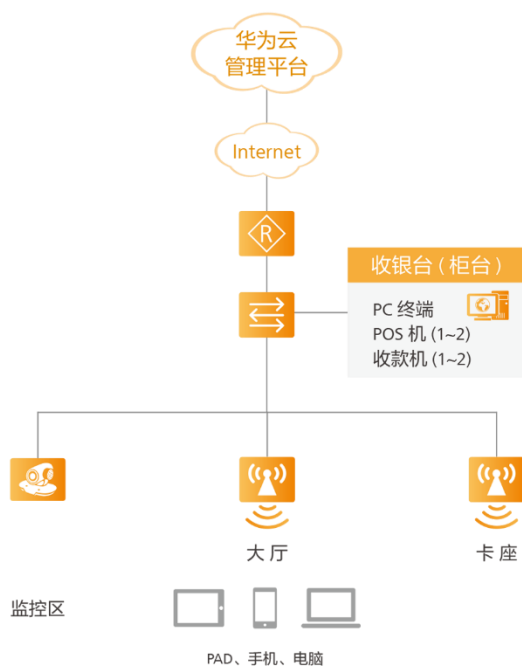 华为云
管理平台
Internet
R
收银台 ( 柜台 )
PC 终端
POS 机 (1~2)
收款机 (1~2)
大 厅
卡 座
监控区
PAD、手机、电脑